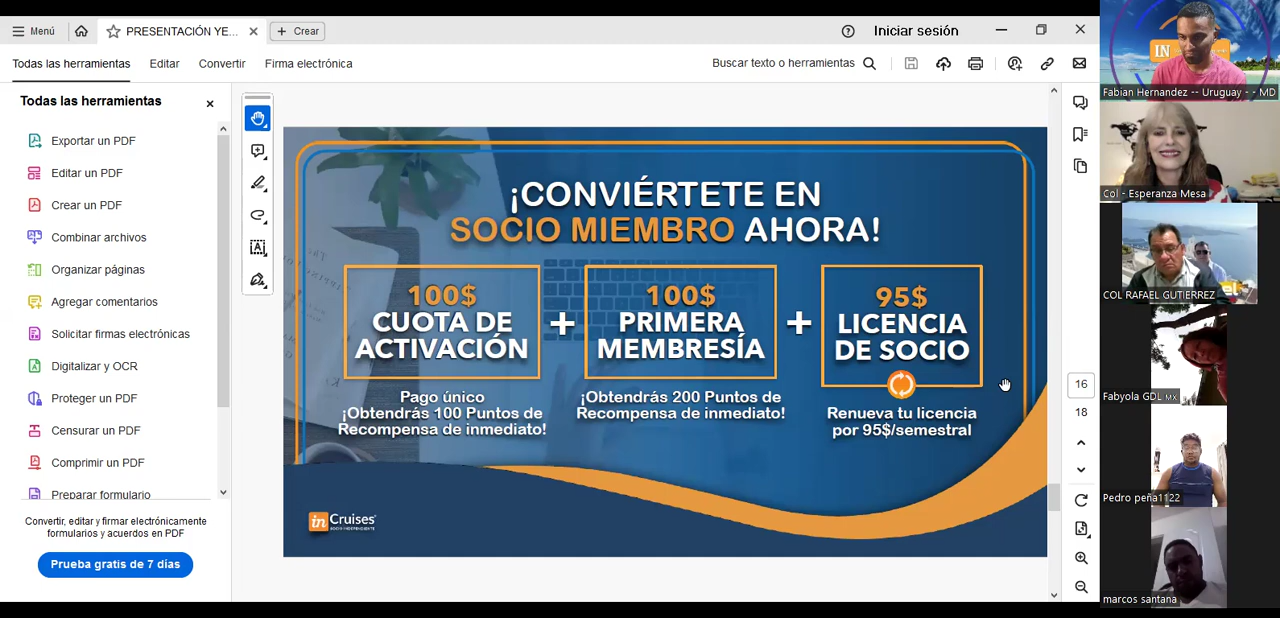 Menú
PRESENTACIÓN YE...
Crear
Iniciar sesión
Todas las herramientas
Editar
Convertir
Firma electrónica
Buscar texto o herramientas
Todas las herramientas
Exportar un PDF
Editar un PDF
Crear un PDF
Combinar archivos
Organizar páginas
Agregar comentarios
Solicitar firmas electrónicas
Digitalizar y OCR
Proteger un PDF
Censurar un PDF
Comprimir un PDF
Preparar formulario
Convertir, editar y firmar electrónicamente
formularios y acuerdos en PDF
Prueba gratis de 7 días
¡CONVIÉRTETE EN
SOCIO MIEMBRO AHORA!
100$
CUOTA DE
ACTIVACIÓN
Pago único
¡Obtendrás 100 Puntos de
Recompensa de inmediato!
+
100$
PRIMERA
MEMBRESÍA
¡Obtendrás 200 Puntos de
Recompensa de inmediato!
+
95$
LICENCIA
DE SOCIO
Renueva tu licencia
por 95$/semestral
inCruises
SOCIO INDEPENDIENTE
16
18
IN
Fabian Hernandez -- Uruguay - - MD
Col - Esperanza Mesa
COL RAFAEL GUTIERREZ
Fabyola GDL MX
Pedro peña1122
marcos santana